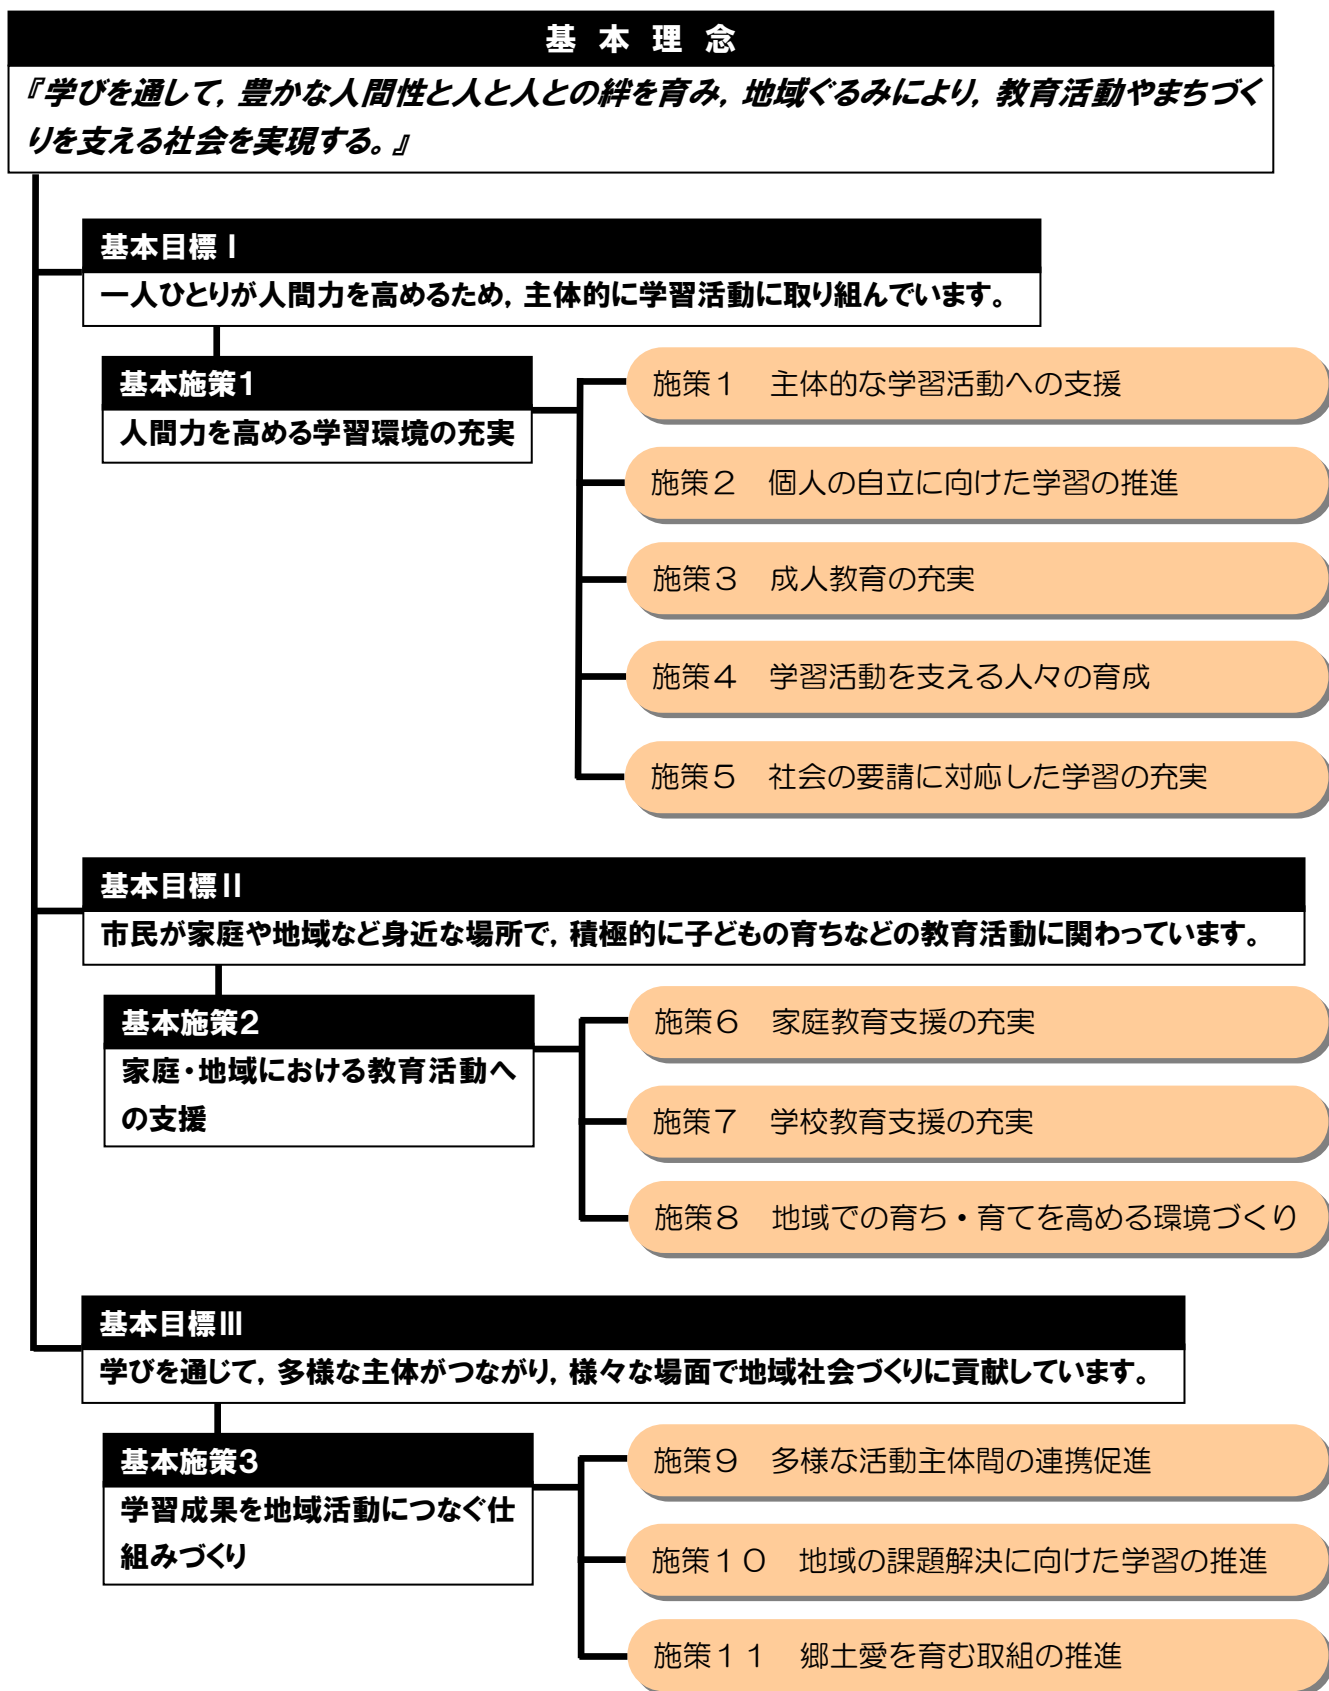 基本理念
『学びを通して，豊かな人間性と人と人との絆を育み，地域ぐるみにより，教育活動やまちづく
りを支える社会を実現する。』
基本目標Ⅰ
一人ひとりが人間力を高めるため，主体的に学習活動に取り組んでいます。
基本施策1
人間力を高める学習環境の充実
施策１　主体的な学習活動への支援
施策２　個人の自立に向けた学習の推進
施策３　成人教育の充実
施策４　学習活動を支える人々の育成
施策５　社会の要請に対応した学習の充実
基本目標Ⅱ
市民が家庭や地域など身近な場所で，積極的に子どもの育ちなどの教育活動に関わっています。
基本施策2
家庭・地域における教育活動へ
の支援
施策６　家庭教育支援の充実
施策７　学校教育支援の充実
施策８　地域での育ち・育てを高める環境づくり
基本目標Ⅲ
学びを通じて，多様な主体がつながり，様々な場面で地域社会づくりに貢献しています。
基本施策3
学習成果を地域活動につなぐ仕
組みづくり
施策９　多様な活動主体間の連携促進
施策１０　地域の課題解決に向けた学習の推進
施策１１　郷土愛を育む取組の推進